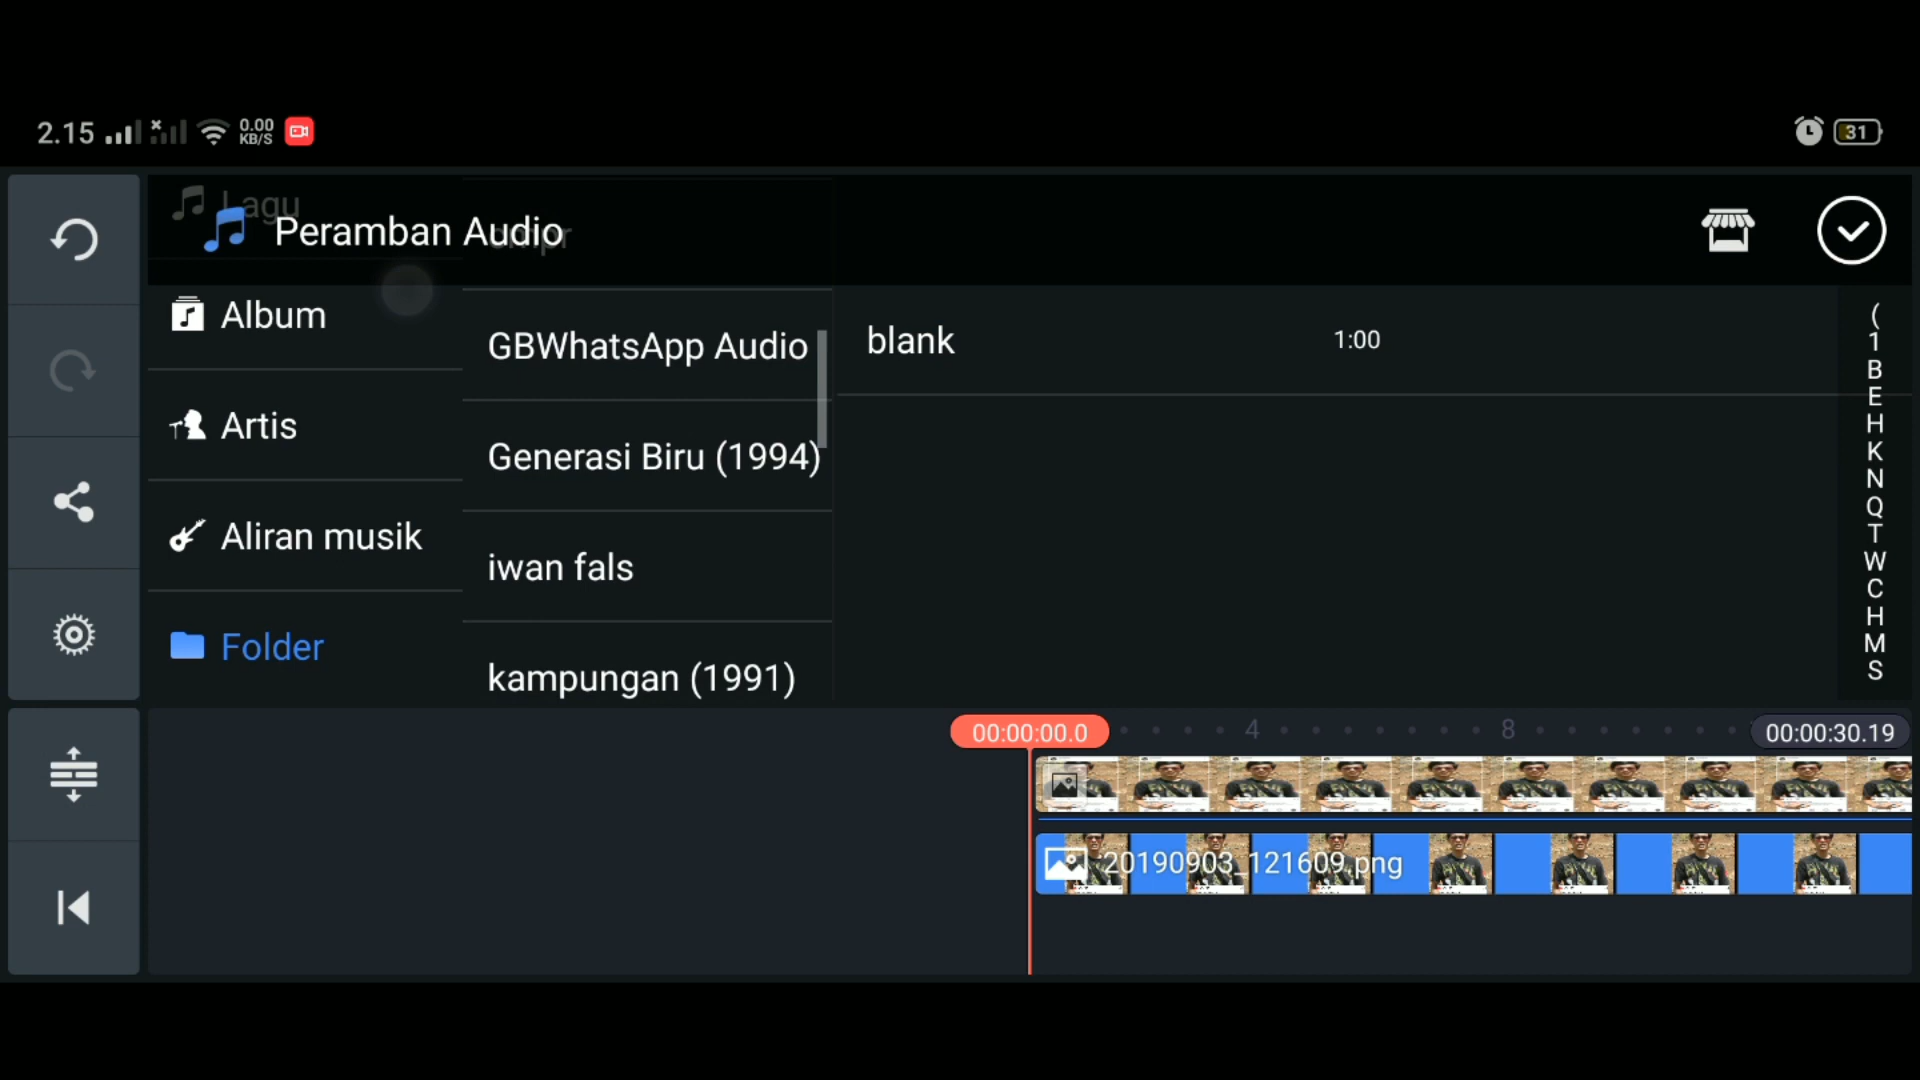 2.15
0.00
KB/S
31
Lagu
Peramban Audio
Album
Artis
Aliran musik
Folder
GBWhatsApp Audio
Generasi Biru (1994)
iwan fals
kampungan (1991)
blank
1:00
(
1
B
E
H
K
N
Q
T
W
C
H
M
S
00:00:00.0
4
8
00:00:30.19
20190903_121609.png